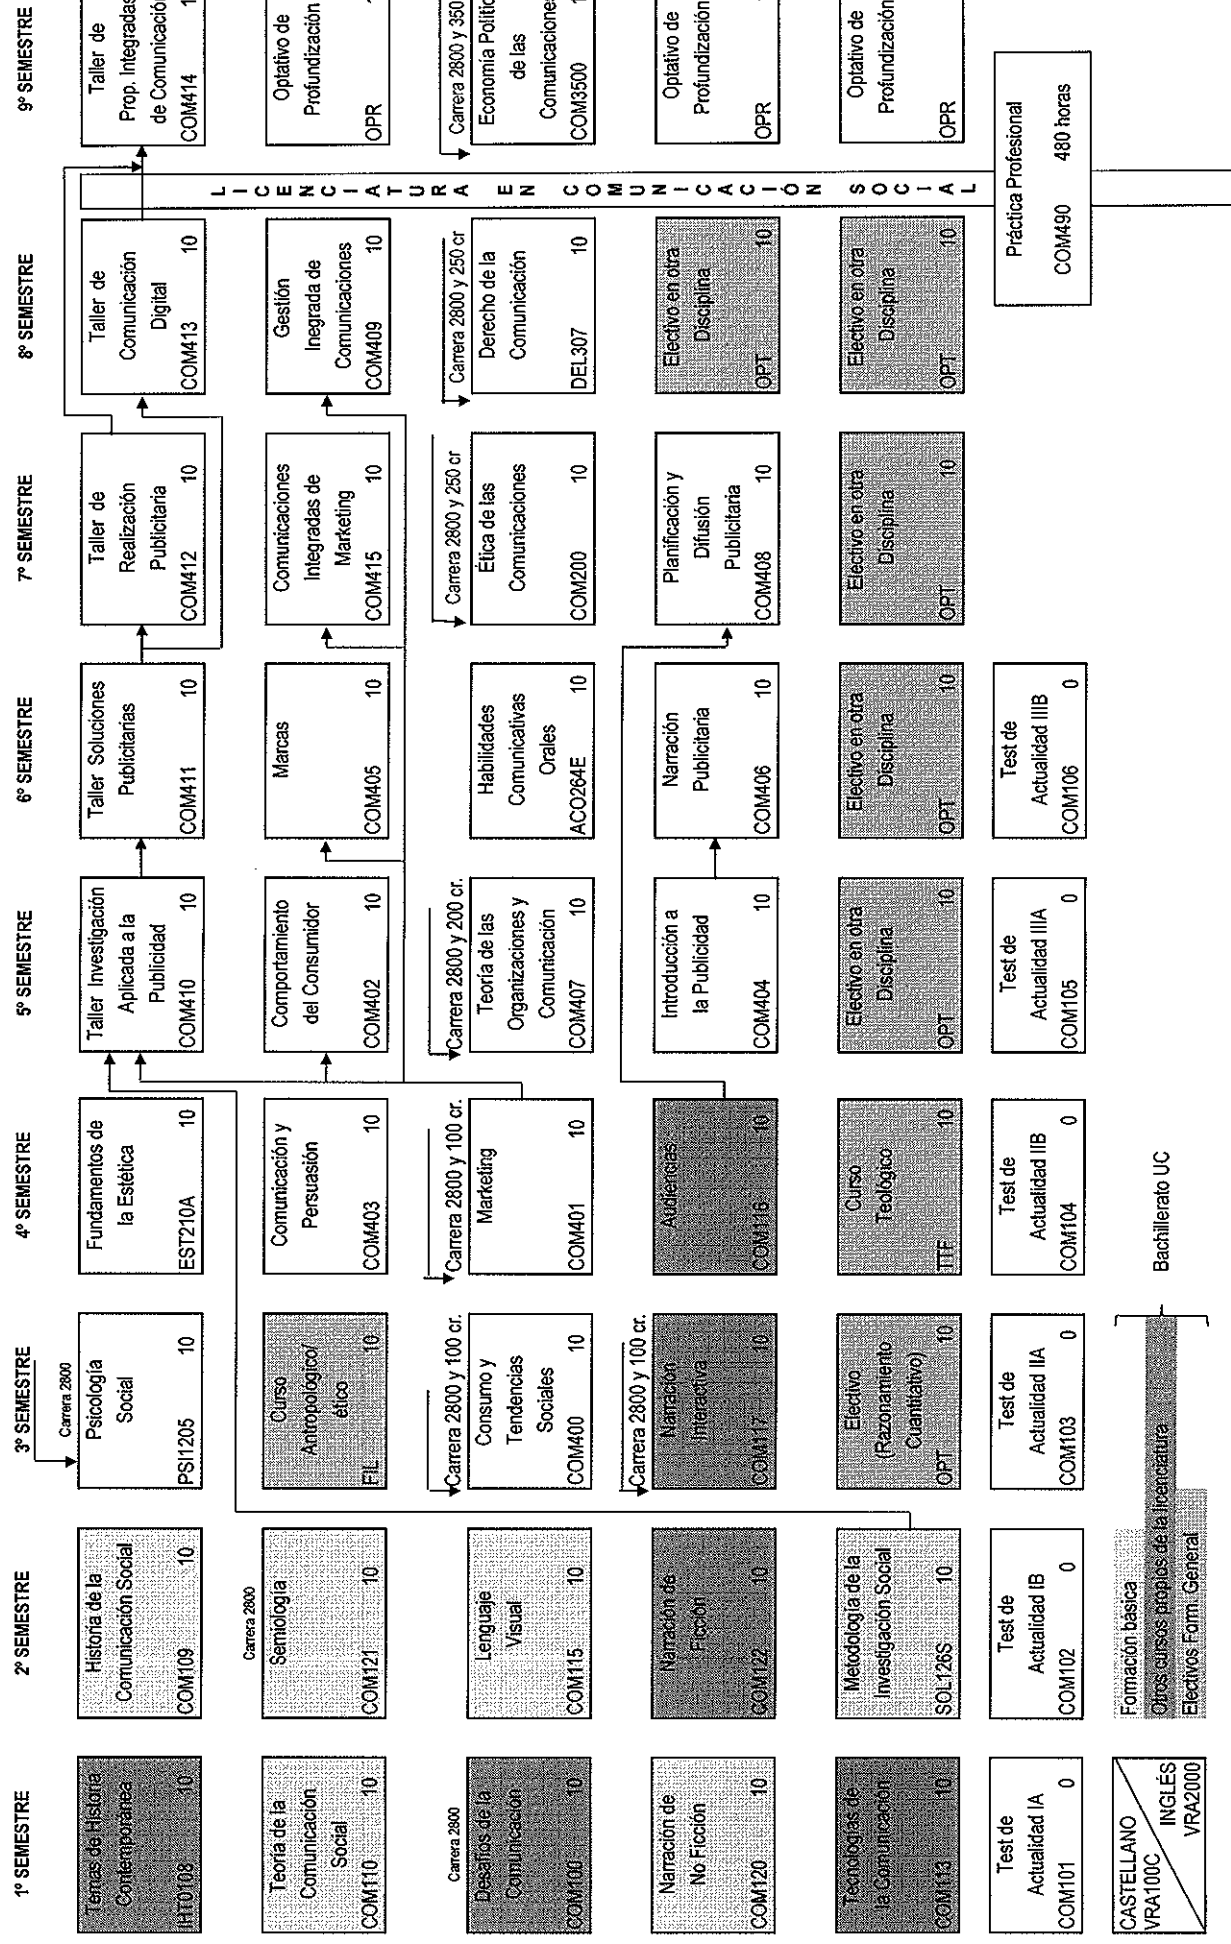 1º SEMESTRE
Temas de Historia
Contemporánea
IHT0108 10
Teoría de la
Comunicación
Social
COM110 10
Carrera 2800
Desafíos de la
Comunicación
COM100 10
Narración de
No Ficción
COM120 10
Tecnologías de
la Comunicación
COM113 10
Test de
Actualidad IA
COM101 0
CASTELLANO
VRA100C
INGLÉS
VRA2000
2º SEMESTRE
Historia de la
Comunicación Social
COM109 10
Carrera 2800
Semiología
COM121 10
Lenguaje
Visual
COM115 10
Narración de
Ficción
COM122 10
Metodología de la
Investigación Social
SOL126S 10
Test de
Actualidad IB
COM102 0
Formación básica
Otros cursos propios de la licenciatura
Electivos Form. General
Bachillerato UC
3º SEMESTRE
Carrera 2800
Psicología
Social
PSI1205 10
Curso
Antropológico/
ético
FIL 10
Carrera 2800 y 100 cr.
Consumo y
Tendencias
Sociales
COM400 10
Carrera 2800 y 100 cr.
Narración
Interactiva
COM117 10
Electivo
(Razonamiento
Cuantitativo)
OPT 10
Test de
Actualidad IIA
COM103 0
4º SEMESTRE
Fundamentos de
la Estética
EST210A 10
Comunicación y
Persuasión
COM403 10
Carrera 2800 y 100 cr.
Marketing
COM401 10
Audiencias
COM116 10
Curso
Teológico
TTF 10
Test de
Actualidad IIB
COM104 0
5º SEMESTRE
Taller Investigación
Aplicada a la
Publicidad
COM410 10
Comportamiento
del Consumidor
COM402 10
Carrera 2800 y 200 cr.
Teoría de las
Organizaciones y
Comunicación
COM407 10
Introducción a
la Publicidad
COM404 10
Electivo en otra
Disciplina
OPT 10
Test de
Actualidad IIIA
COM105 0
6º SEMESTRE
Taller Soluciones
Publicitarias
COM411 10
Marcas
COM405 10
Habilidades
Comunicativas
Orales
ACO264E 10
Narración
Publicitaria
COM406 10
Electivo en otra
Disciplina
OPT 10
Test de
Actualidad IIIB
COM106 0
7º SEMESTRE
Taller de
Realización
Publicitaria
COM412 10
Comunicaciones
Integradas de
Marketing
COM415 10
Carrera 2800 y 250 cr
Ética de las
Comunicaciones
COM200 10
Planificación y
Difusión
Publicitaria
COM408 10
Electivo en otra
Disciplina
OPT 10
8º SEMESTRE
Taller de
Comunicación
Digital
COM413 10
Gestión
Inegrada de
Comunicaciones
COM409 10
Carrera 2800 y 250 cr
Derecho de la
Comunicación
DEL307 10
Electivo en otra
Disciplina
OPT 10
Electivo en otra
Disciplina
OPT 10
LICENCIATURA EN COMUNICACIÓN SOCIAL
Práctica Profesional
COM490 480 horas
9º SEMESTRE
Taller de
Prop. Integradas
de Comunicación
COM414 1
Optativo de
Profundización
OPR
Carrera 2800 y 350
Economía Polític
de las
Comunicaciones
COM3500 1
Optativo de
Profundización
OPR
Optativo de
Profundización
OPR